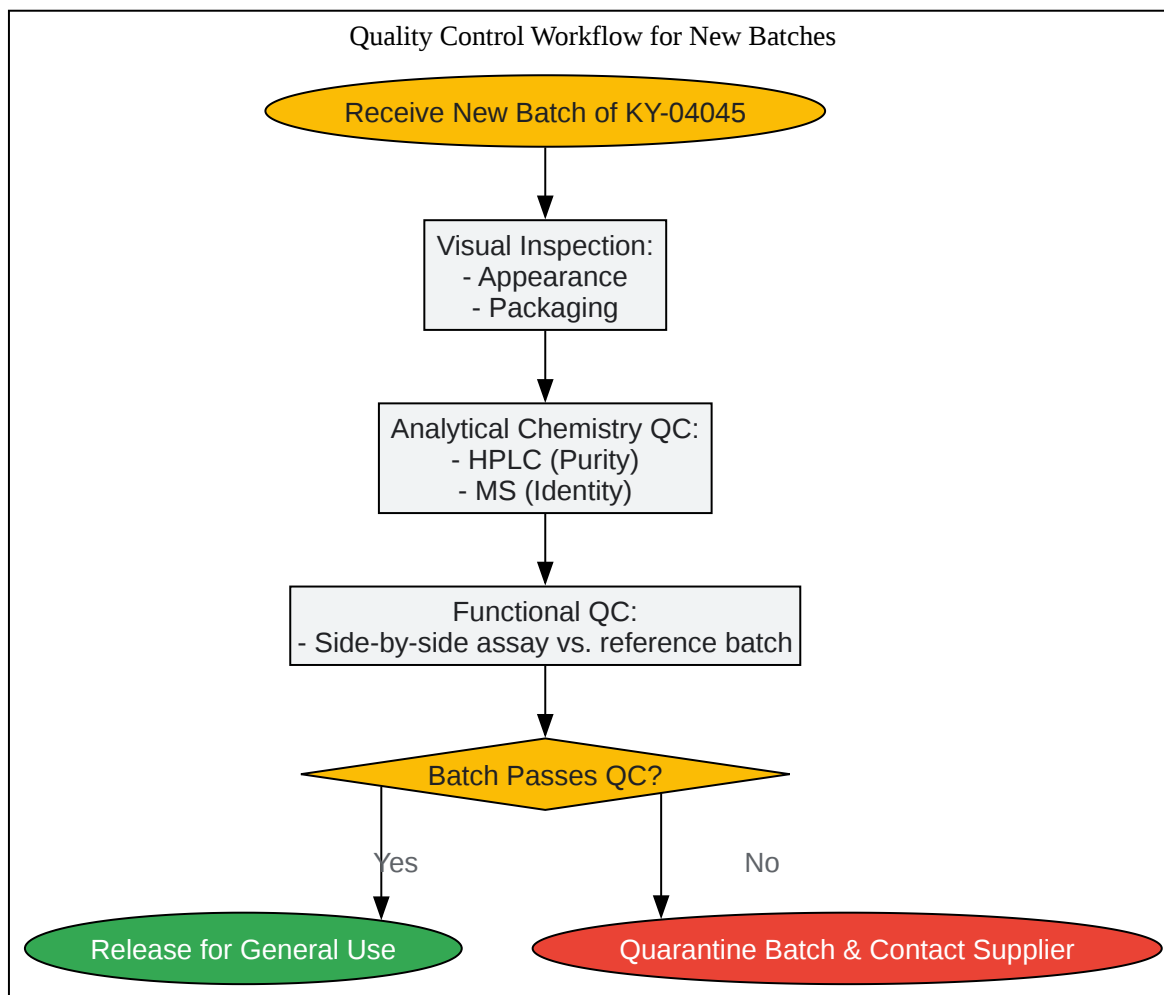 Quality Control Workflow for New Batches
Receive New Batch of KY-04045
Visual Inspection:
- Appearance
- Packaging
Analytical Chemistry QC:
- HPLC (Purity)
- MS (Identity)
Functional QC:
- Side-by-side assay vs. reference batch
Batch Passes QC?
Yes
No
Release for General Use
Quarantine Batch & Contact Supplier